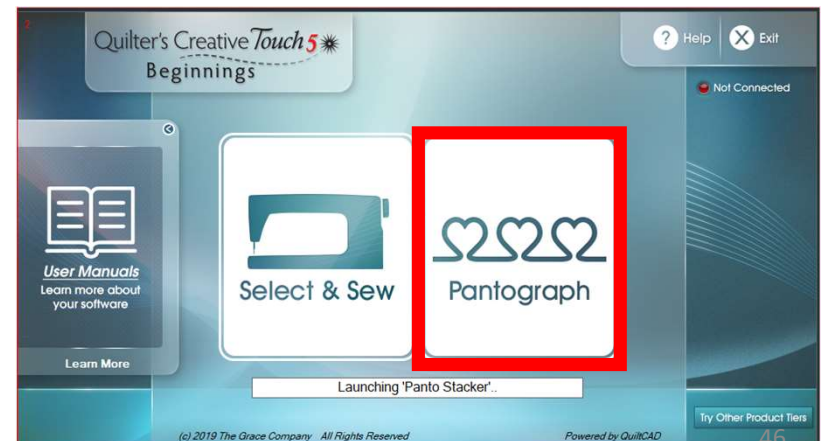 2
Quilter's Creative Touch 5
Beginnings
? Help X Exit
Not Connected
User Manuals
Learn more about
your software
Learn More
Select & Sew
Pantograph
Launching 'Panto Stacker'..
Try Other Product Tiers
(c) 2019 The Grace Company All Rights Reserved
Powered by QuiltCAD
46